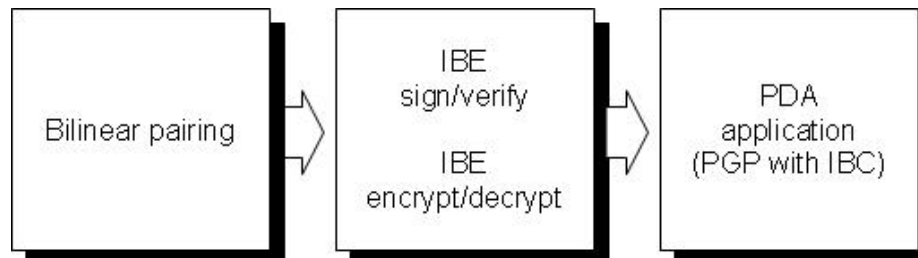 Bilinear pairing
IBE
sign/verify
IBE
encrypt/decrypt
PDA
application
(PGP with IBC)